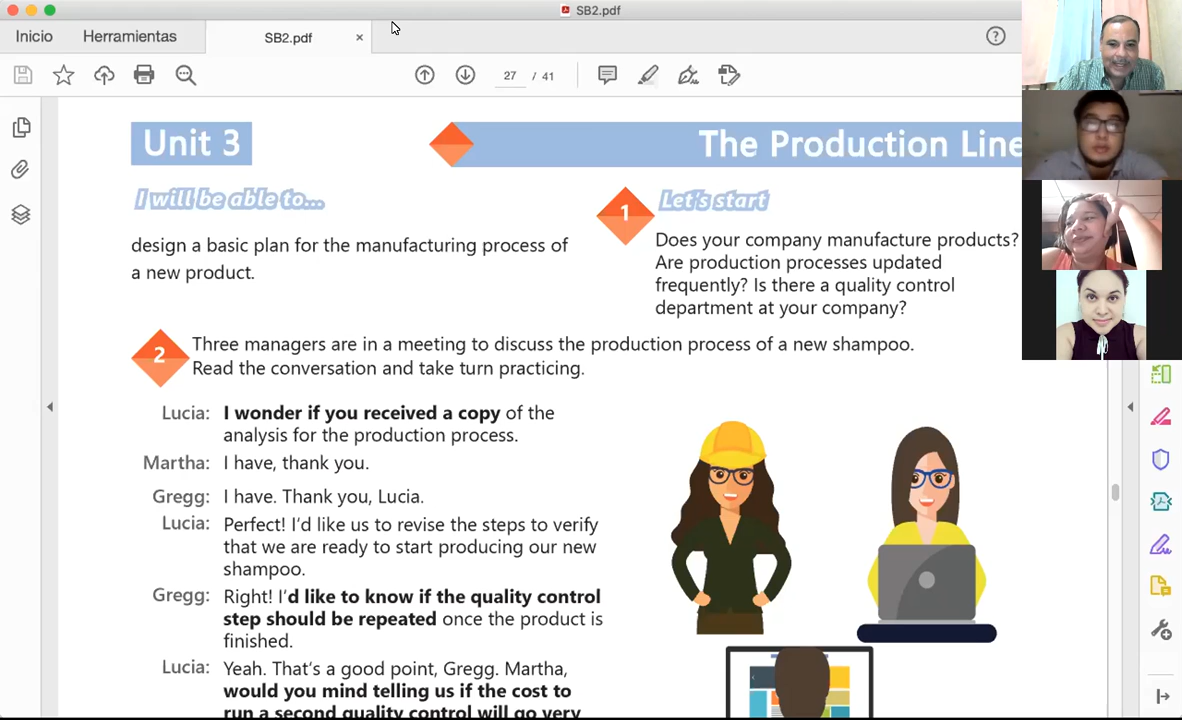 SB2.pdf
Inicio
Herramientas
SB2.pdf
27 / 41
Unit 3
The Production Line
I will be able to...
design a basic plan for the manufacturing process of
a new product.
1
Let's start
Does your company manufacture products?
Are production processes updated
frequently? Is there a quality control
department at your company?
2
Three managers are in a meeting to discuss the production process of a new shampoo.
Read the conversation and take turn practicing.
Lucia: I wonder if you received a copy of the
analysis for the production process.
Martha: I have, thank you.
Gregg: I have. Thank you, Lucia.
Lucia: Perfect! I'd like us to revise the steps to verify
that we are ready to start producing our new
shampoo.
Gregg: Right! I'd like to know if the quality control
step should be repeated once the product is
finished.
Lucia: Yeah. That's a good point, Gregg. Martha,
would you mind telling us if the cost to
run a second quality control will go very